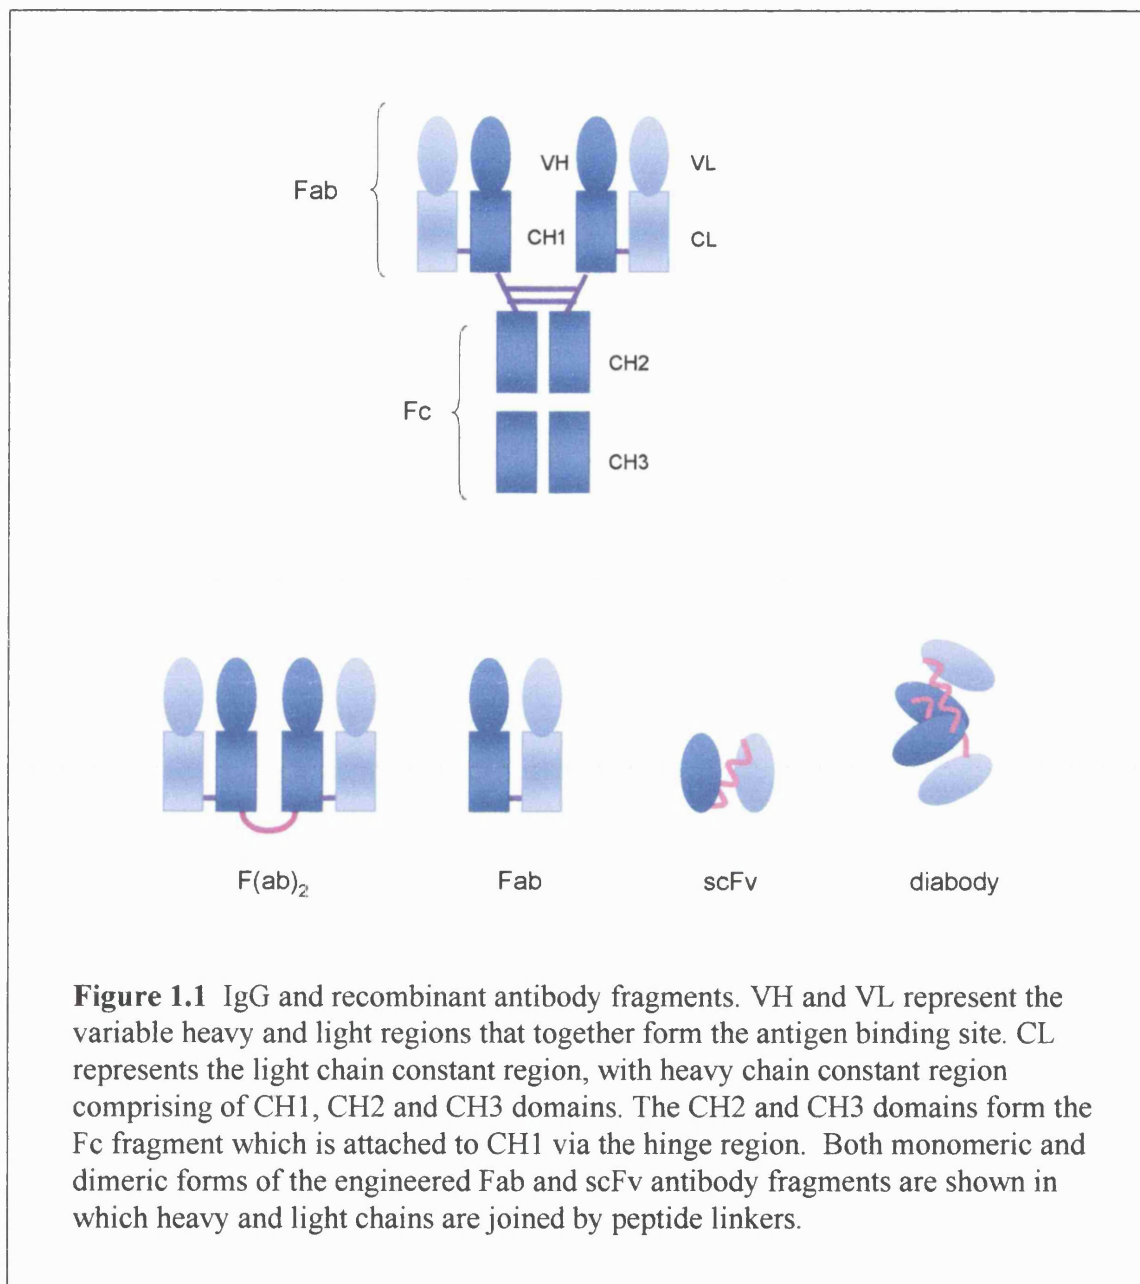 Fab
VH
VL
CH1
CL
Fc
CH2
CH3
F(ab)₂
Fab
scFv
diabody
Figure 1.1 IgG and recombinant antibody fragments. VH and VL represent the
variable heavy and light regions that together form the antigen binding site. CL
represents the light chain constant region, with heavy chain constant region
comprising of CH1, CH2 and CH3 domains. The CH2 and CH3 domains form the
Fc fragment which is attached to CH1 via the hinge region. Both monomeric and
dimeric forms of the engineered Fab and scFv antibody fragments are shown in
which heavy and light chains are joined by peptide linkers.